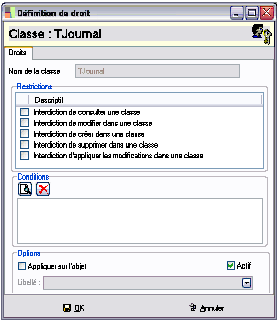 Définition de droit
Classe : TJournal
Droits
Nom de la classe TJournal
Restrictions
Descriptif
Interdiction de consulter une classe
Interdiction de modifier dans une classe
Interdiction de créer dans une classe
Interdiction de supprimer dans une classe
Interdiction d'appliquer les modifications dans une classe
Conditions
Options
Appliquer sur l'objet Actif
Libellé :
OK Annuler